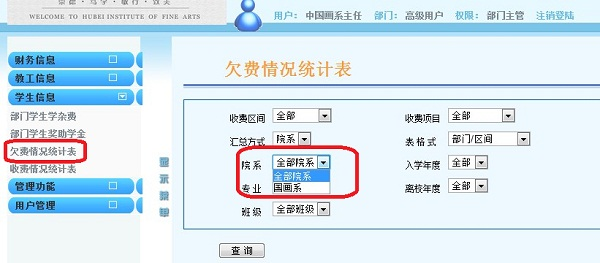 WELCOME TO HUBEI INSTITUTE OF FINE ARTS
用户：中国画系主任 部门：高级用户 权限：部门主管 注销登陆
财务信息
教工信息
学生信息
部门学生学杂费
部门学生奖助学金
欠费情况统计表
收费情况统计表
管理功能
用户管理
欠费情况统计表
收费区间 全部 收费项目 全部
汇总方式 院系 表格式 部门/区间
院系 全部院系 入学年度 全部
全部院系
专业 国画系 离校年度 全部
班级 全部班级
查询